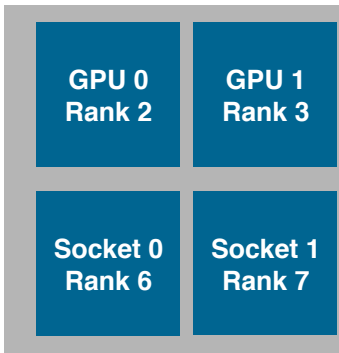 GPU 0
Rank 2
GPU 1
Rank 3
Socket 0
Rank 6
Socket 1
Rank 7